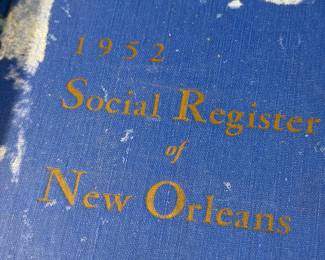 1952
Social Register
of
New Orleans